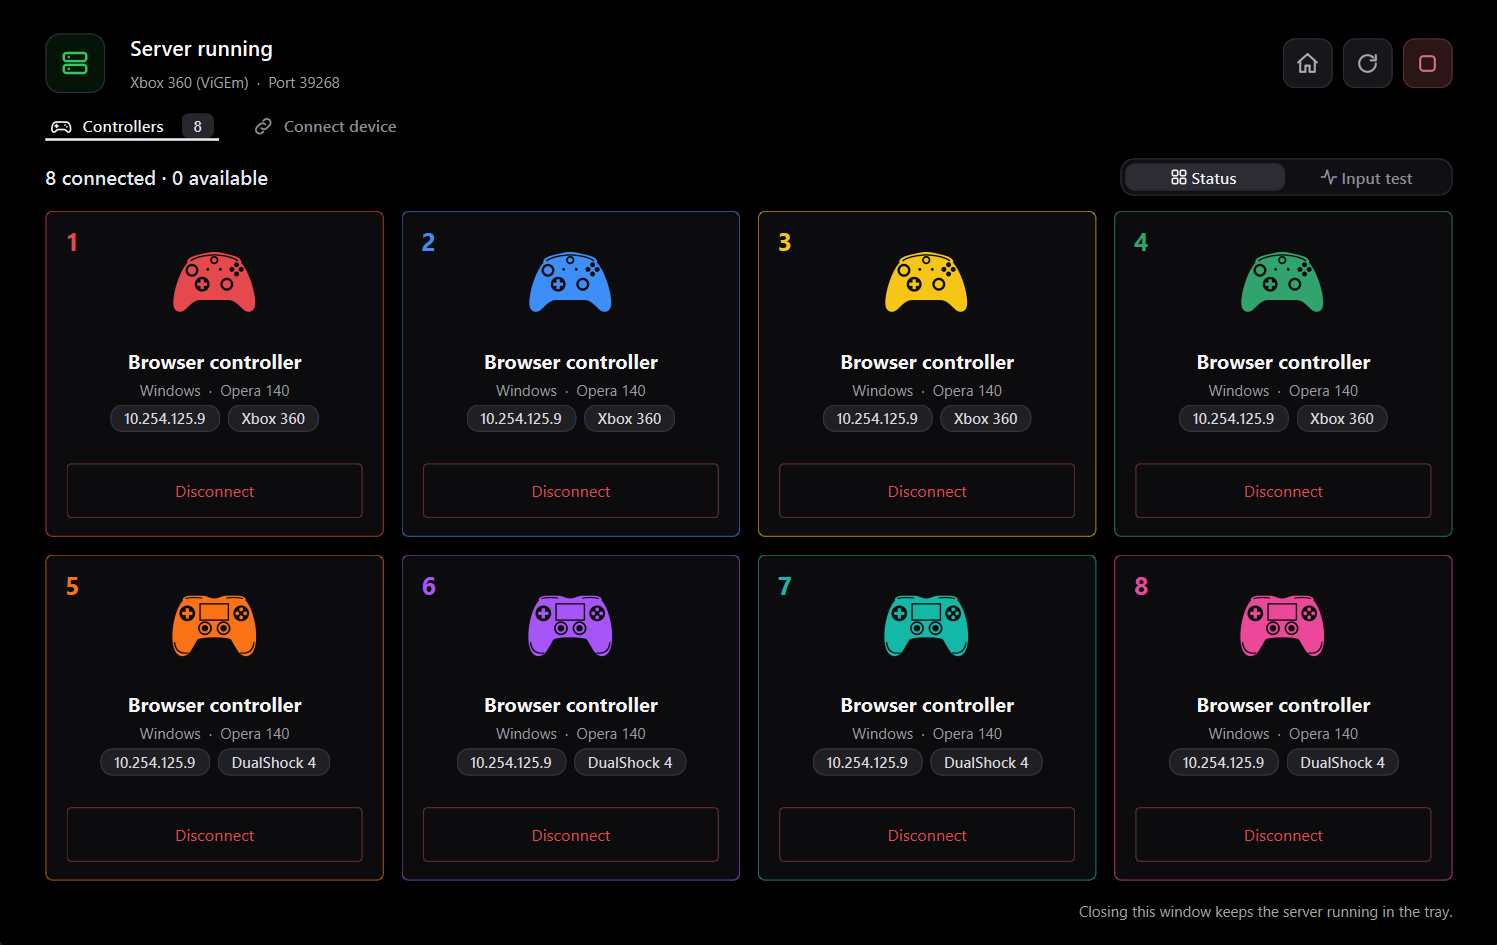 Server running
Xbox 360 (ViGEm) · Port 39268
Controllers 8 Connect device
8 connected · 0 available
Status Input test
1
Browser controller
Windows · Opera 140
10.254.125.9 Xbox 360
Disconnect
2
Browser controller
Windows · Opera 140
10.254.125.9 Xbox 360
Disconnect
3
Browser controller
Windows · Opera 140
10.254.125.9 Xbox 360
Disconnect
4
Browser controller
Windows · Opera 140
10.254.125.9 Xbox 360
Disconnect
5
Browser controller
Windows · Opera 140
10.254.125.9 DualShock 4
Disconnect
6
Browser controller
Windows · Opera 140
10.254.125.9 DualShock 4
Disconnect
7
Browser controller
Windows · Opera 140
10.254.125.9 DualShock 4
Disconnect
8
Browser controller
Windows · Opera 140
10.254.125.9 DualShock 4
Disconnect
Closing this window keeps the server running in the tray.